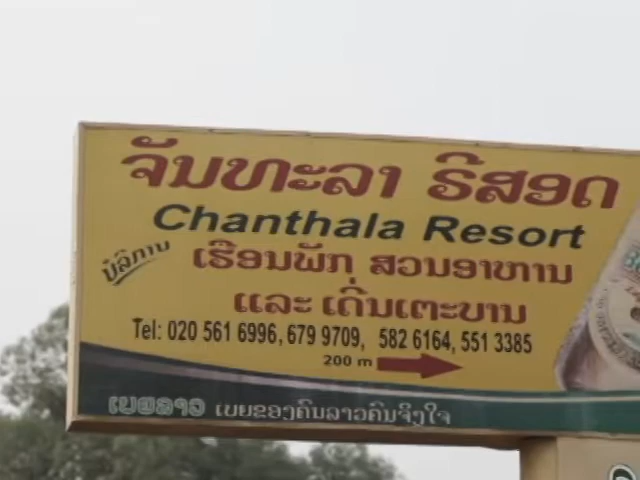 ຈັນທະລາ ຣີສອດ
Chanthala Resort
ບໍລິການ
ເຮືອນພັກ ສວນອາຫານ
ແລະ ເດີ່ນເຕະບານ
Tel: 020 561 6996, 679 9709, 582 6164, 551 3385
200 m
ເບຍລາວ ເບຍຂອງຄົນລາວຄົນຈິງໃຈ